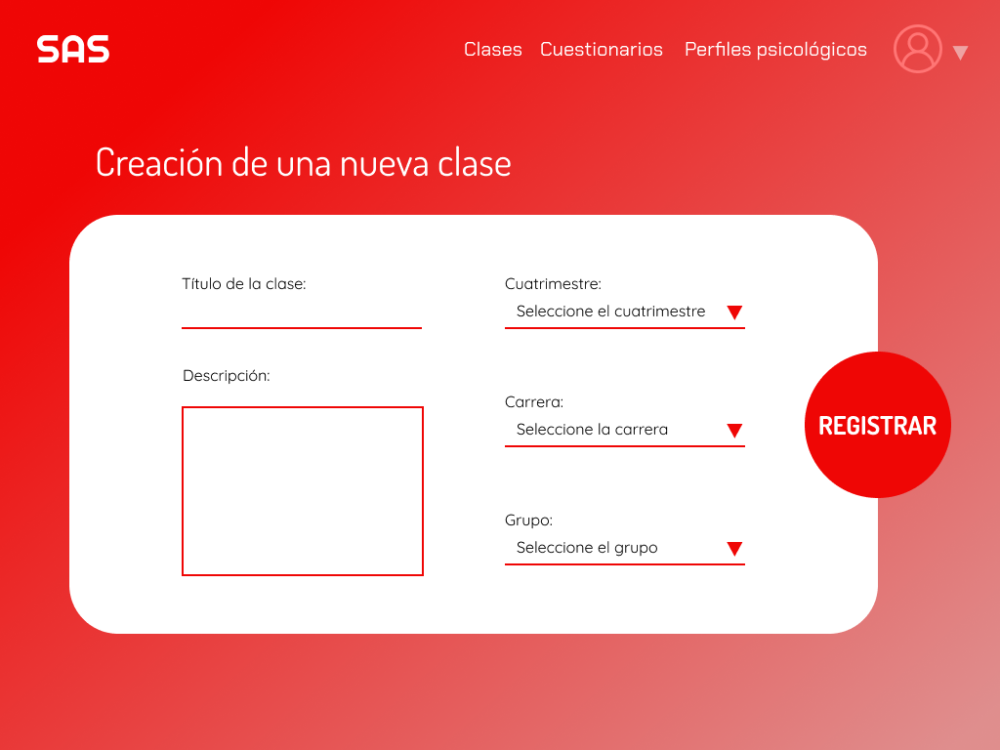 SAS
Clases Cuestionarios Perfiles psicológicos
Creación de una nueva clase
Título de la clase:
Descripción:
Cuatrimestre:
Seleccione el cuatrimestre
Carrera:
Seleccione la carrera
Grupo:
Seleccione el grupo
REGISTRAR